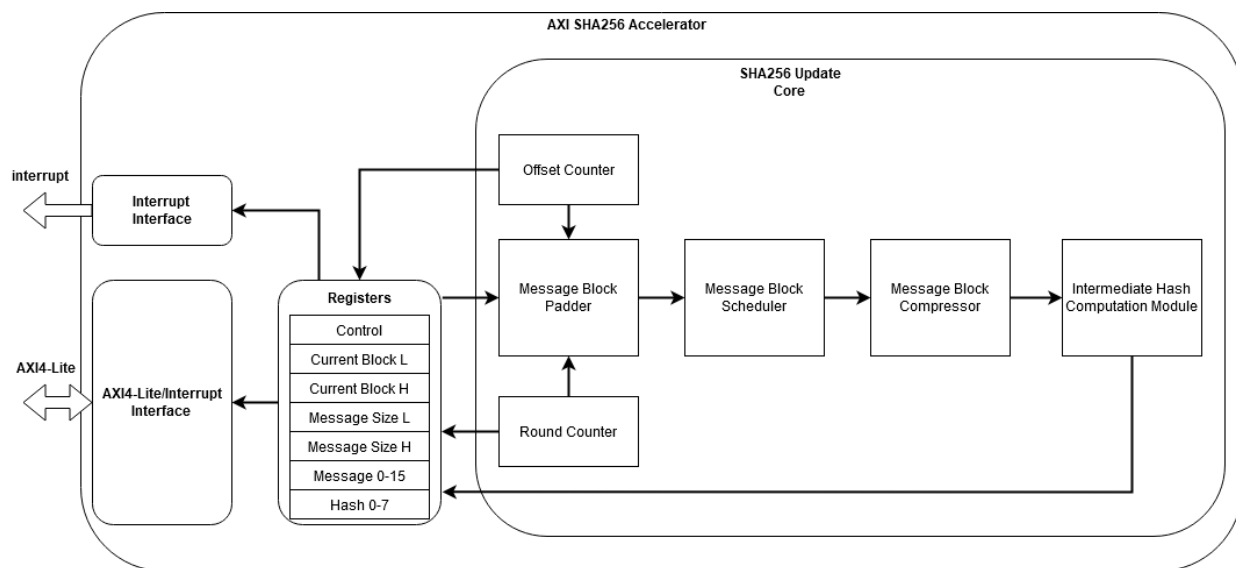 AXI SHA256 Accelerator
SHA256 Update
Core
Offset Counter
interrupt
Interrupt
Interface
Registers
Control
Current Block L
Current Block H
Message Size L
Message Size H
Message 0-15
Hash 0-7
Message Block
Padder
Message Block
Scheduler
Message Block
Compressor
Intermediate Hash
Computation Module
AXI4-Lite
AXI4-Lite/Interrupt
Interface
Round Counter